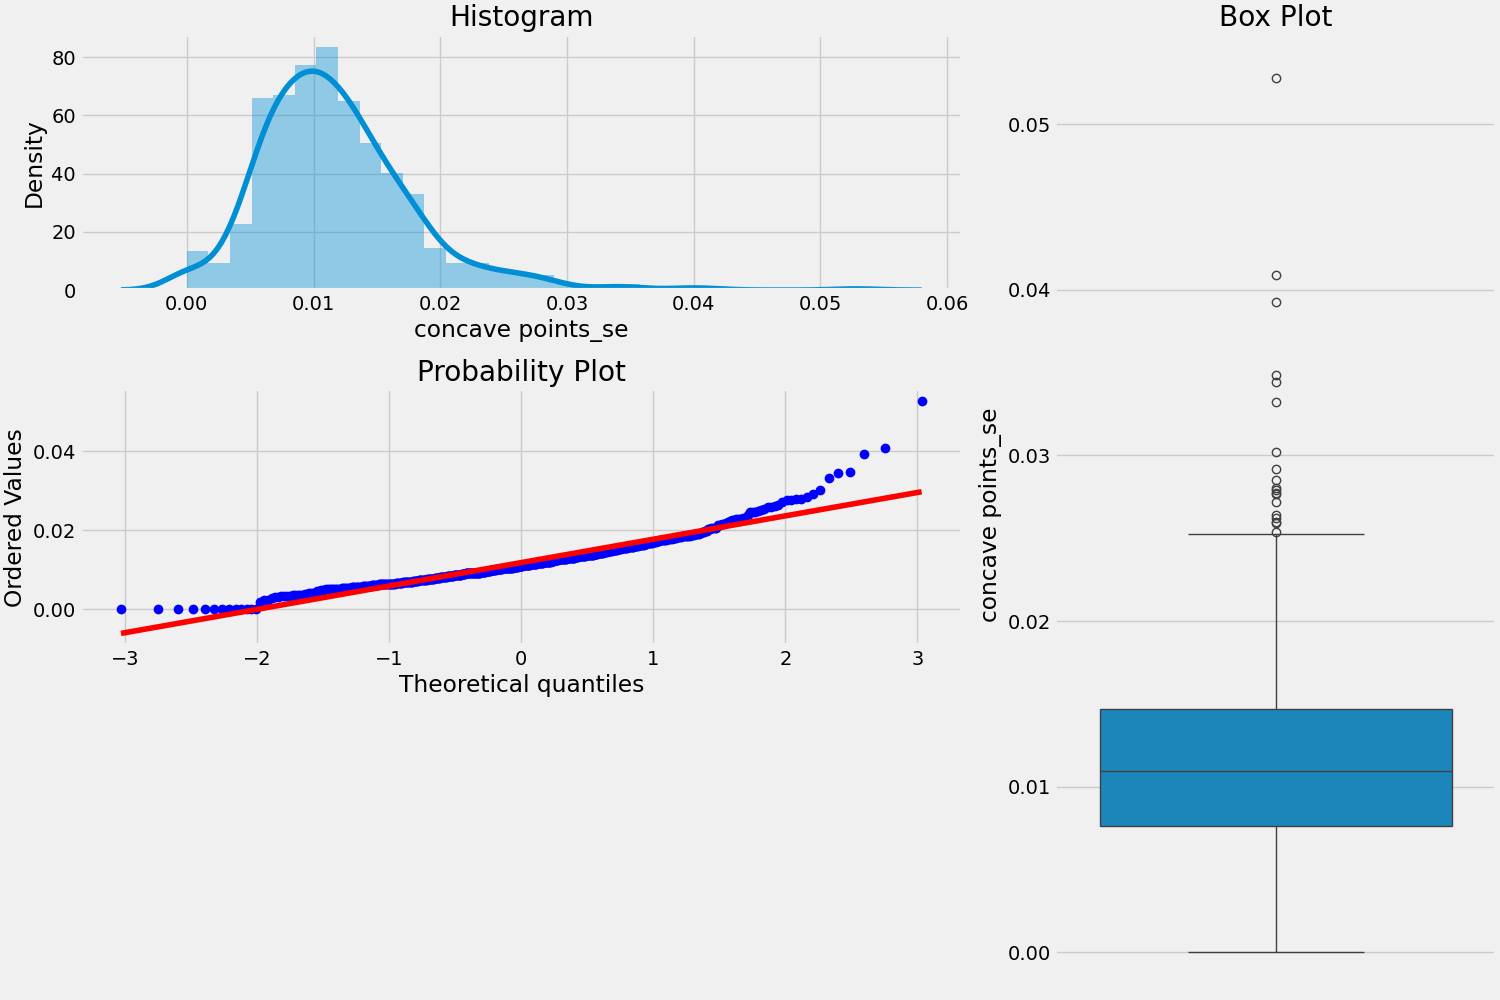 Histogram
80
60
40
20
0
Density
0.00 0.01 0.02 0.03 0.04 0.05 0.06
concave points_se
Probability Plot
0.04
0.02
0.00
Ordered Values
−3 −2 −1 0 1 2 3
Theoretical quantiles
Box Plot
0.05
0.04
0.03
0.02
0.01
0.00
concave points_se